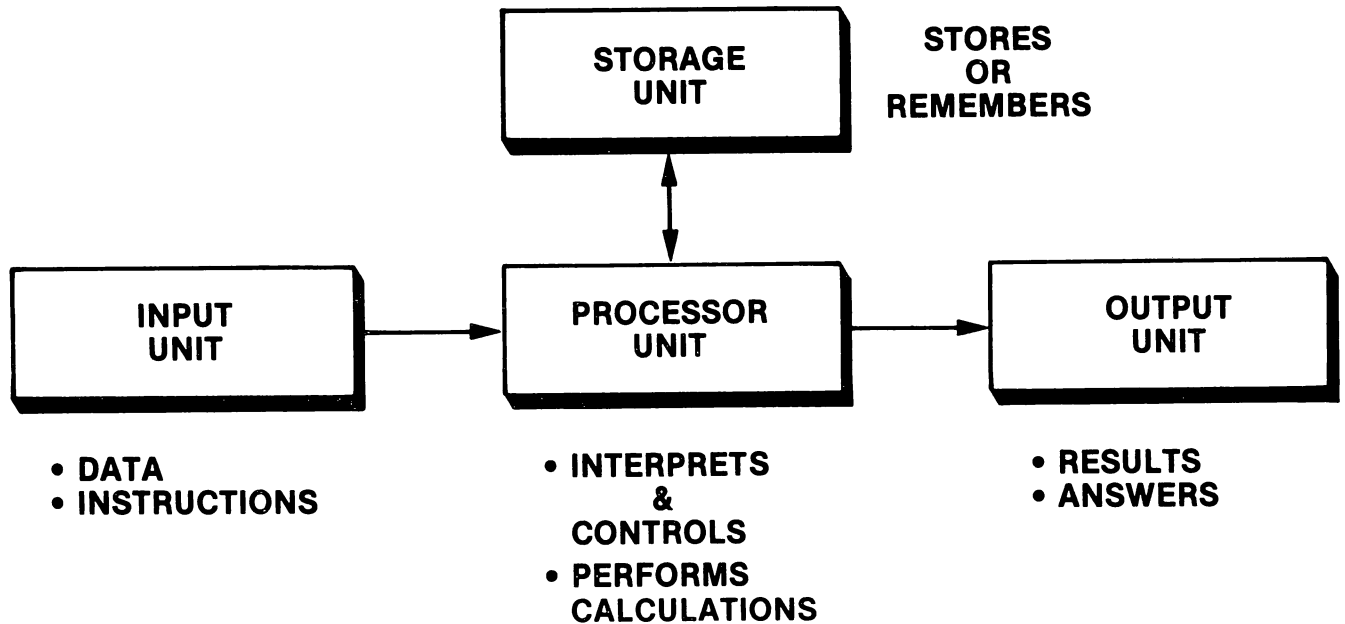 STORAGE
UNIT
STORES
OR
REMEMBERS
INPUT
UNIT
PROCESSOR
UNIT
OUTPUT
UNIT
• DATA
• INSTRUCTIONS
• INTERPRETS
&
CONTROLS
• PERFORMS
CALCULATIONS
• RESULTS
• ANSWERS